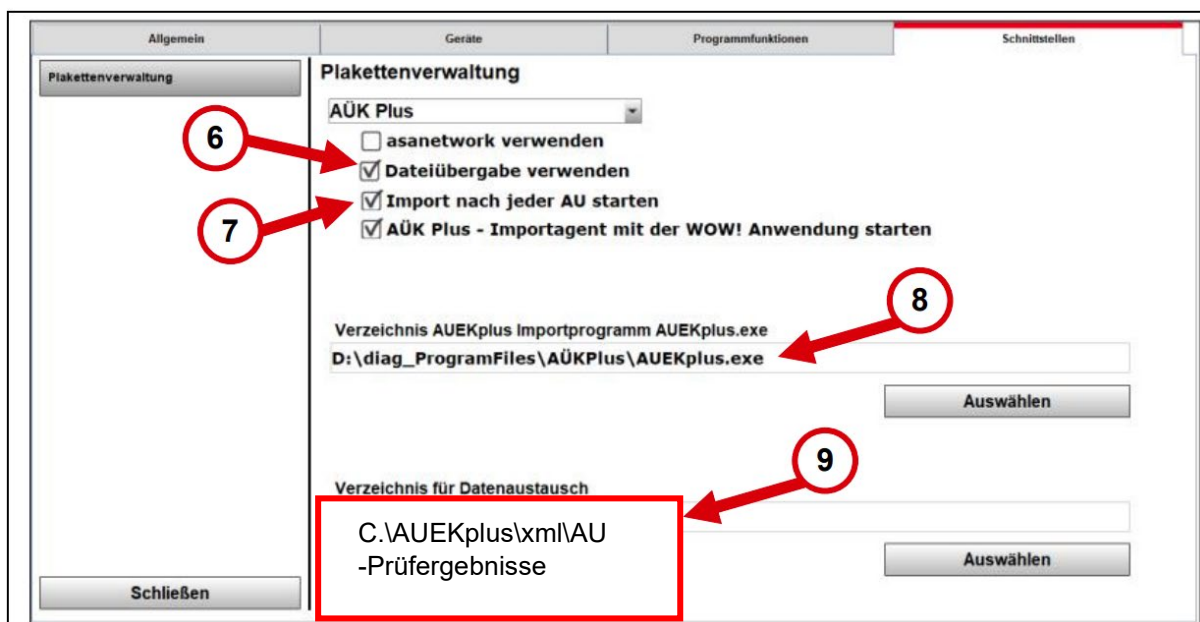 Allgemein
Geräte
Programmfunktionen
Schnittstellen
Plakettenverwaltung
Plakettenverwaltung
AÜK Plus
asanetwork verwenden
6
Dateiübergabe verwenden
Import nach jeder AU starten
7
AÜK Plus - Importagent mit der WOW! Anwendung starten
8
Verzeichnis AUEKplus Importprogramm AUEKplus.exe
D:\diag_ProgramFiles\AÜKPlus\AUEKplus.exe
Auswählen
9
Verzeichnis für Datenaustausch
C.\AUEKplus\xml\AU
-Prüfergebnisse
Auswählen
Schließen